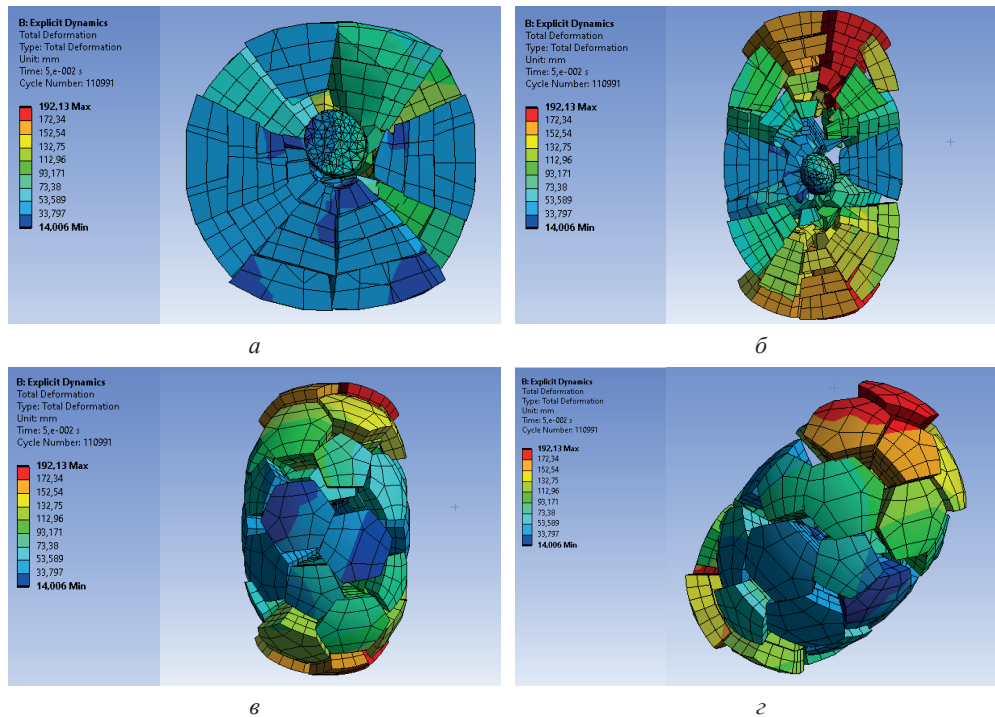 B: Explicit Dynamics
Total Deformation
Type: Total Deformation
Unit: mm
Time: 5,e-002 s
Cycle Number: 110991
192,13 Max
172,34
152,54
132,75
112,96
93,171
73,38
53,589
33,797
14,006 Min
а
B: Explicit Dynamics
Total Deformation
Type: Total Deformation
Unit: mm
Time: 5,e-002 s
Cycle Number: 110991
192,13 Max
172,34
152,54
132,75
112,96
93,171
73,38
53,589
33,797
14,006 Min
б
B: Explicit Dynamics
Total Deformation
Type: Total Deformation
Unit: mm
Time: 5,e-002 s
Cycle Number: 110991
192,13 Max
172,34
152,54
132,75
112,96
93,171
73,38
53,589
33,797
14,006 Min
в
B: Explicit Dynamics
Total Deformation
Type: Total Deformation
Unit: mm
Time: 5,e-002 s
Cycle Number: 110991
192,13 Max
172,34
152,54
132,75
112,96
93,171
73,38
53,589
33,797
14,006 Min
г